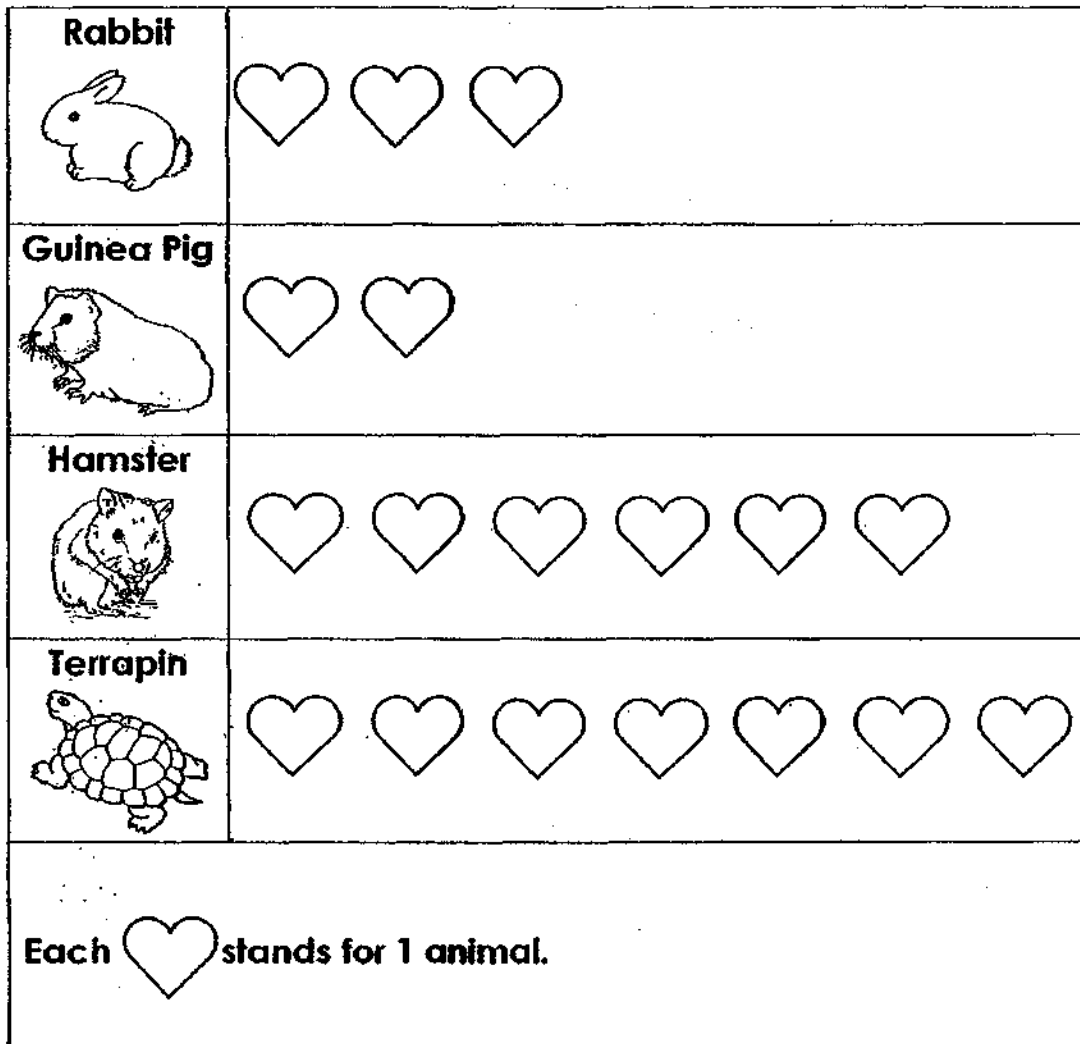 Rabbit
Guinea Pig
Hamster
Terrapin
Each stands for 1 animal.